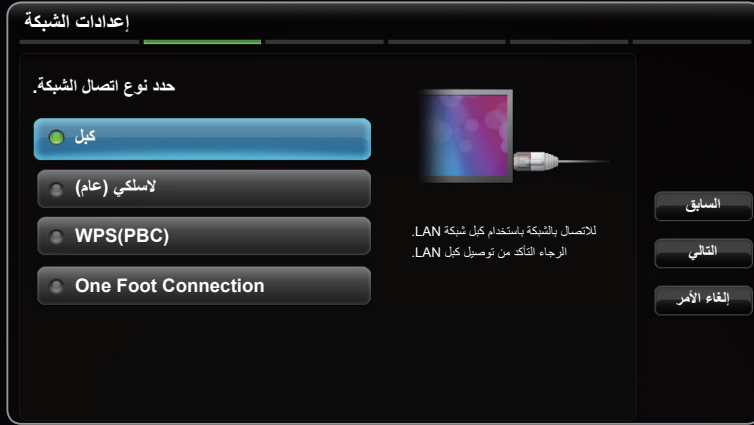 إعدادات الشبكة
حدد نوع اتصال الشبكة.
كبل
لاسلكي (عام)
WPS(PBC)
One Foot Connection
للاتصال بالشبكة باستخدام كبل شبكة LAN.
الرجاء التأكد من توصيل كبل LAN.
السابق
التالي
إلغاء الأمر